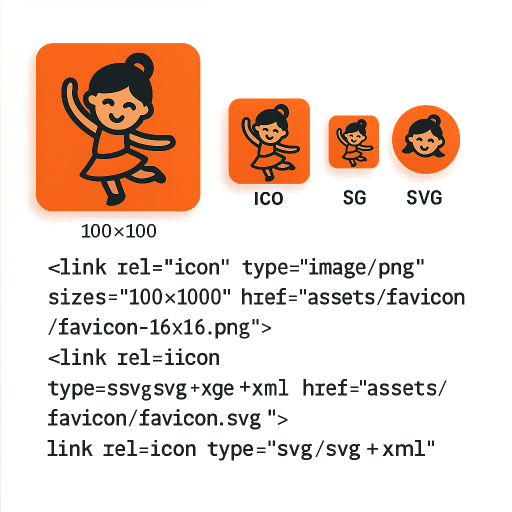 100×100
ICO SG SVG
<link rel="icon" type="image/png"
sizes="100×1000" href="assets/favicon
/favicon-16x16.png">
<link rel=iicon
type=ssvgsvg+xge+xml href="assets/
favicon/favicon.svg ">
link rel=icon type="svg/svg+xml"